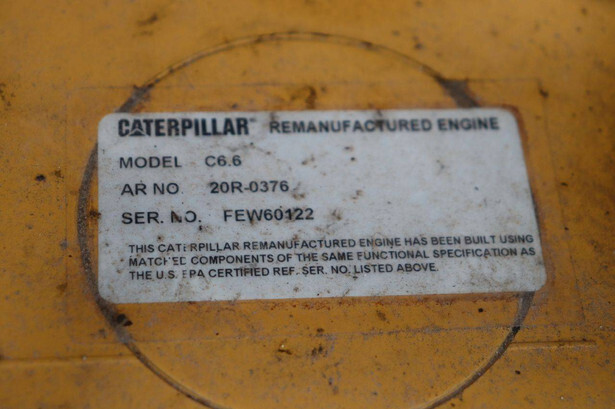 CATERPILLAR® REMANUFACTURED ENGINE
MODEL C6.6
AR NO. 20R-0376
SER. NO. FEW60122
THIS CATERPILLAR REMANUFACTURED ENGINE HAS BEEN BUILT USING
MATCHED COMPONENTS OF THE SAME FUNCTIONAL SPECIFICATION AS
THE U.S. EPA CERTIFIED REF. SER. NO. LISTED ABOVE.